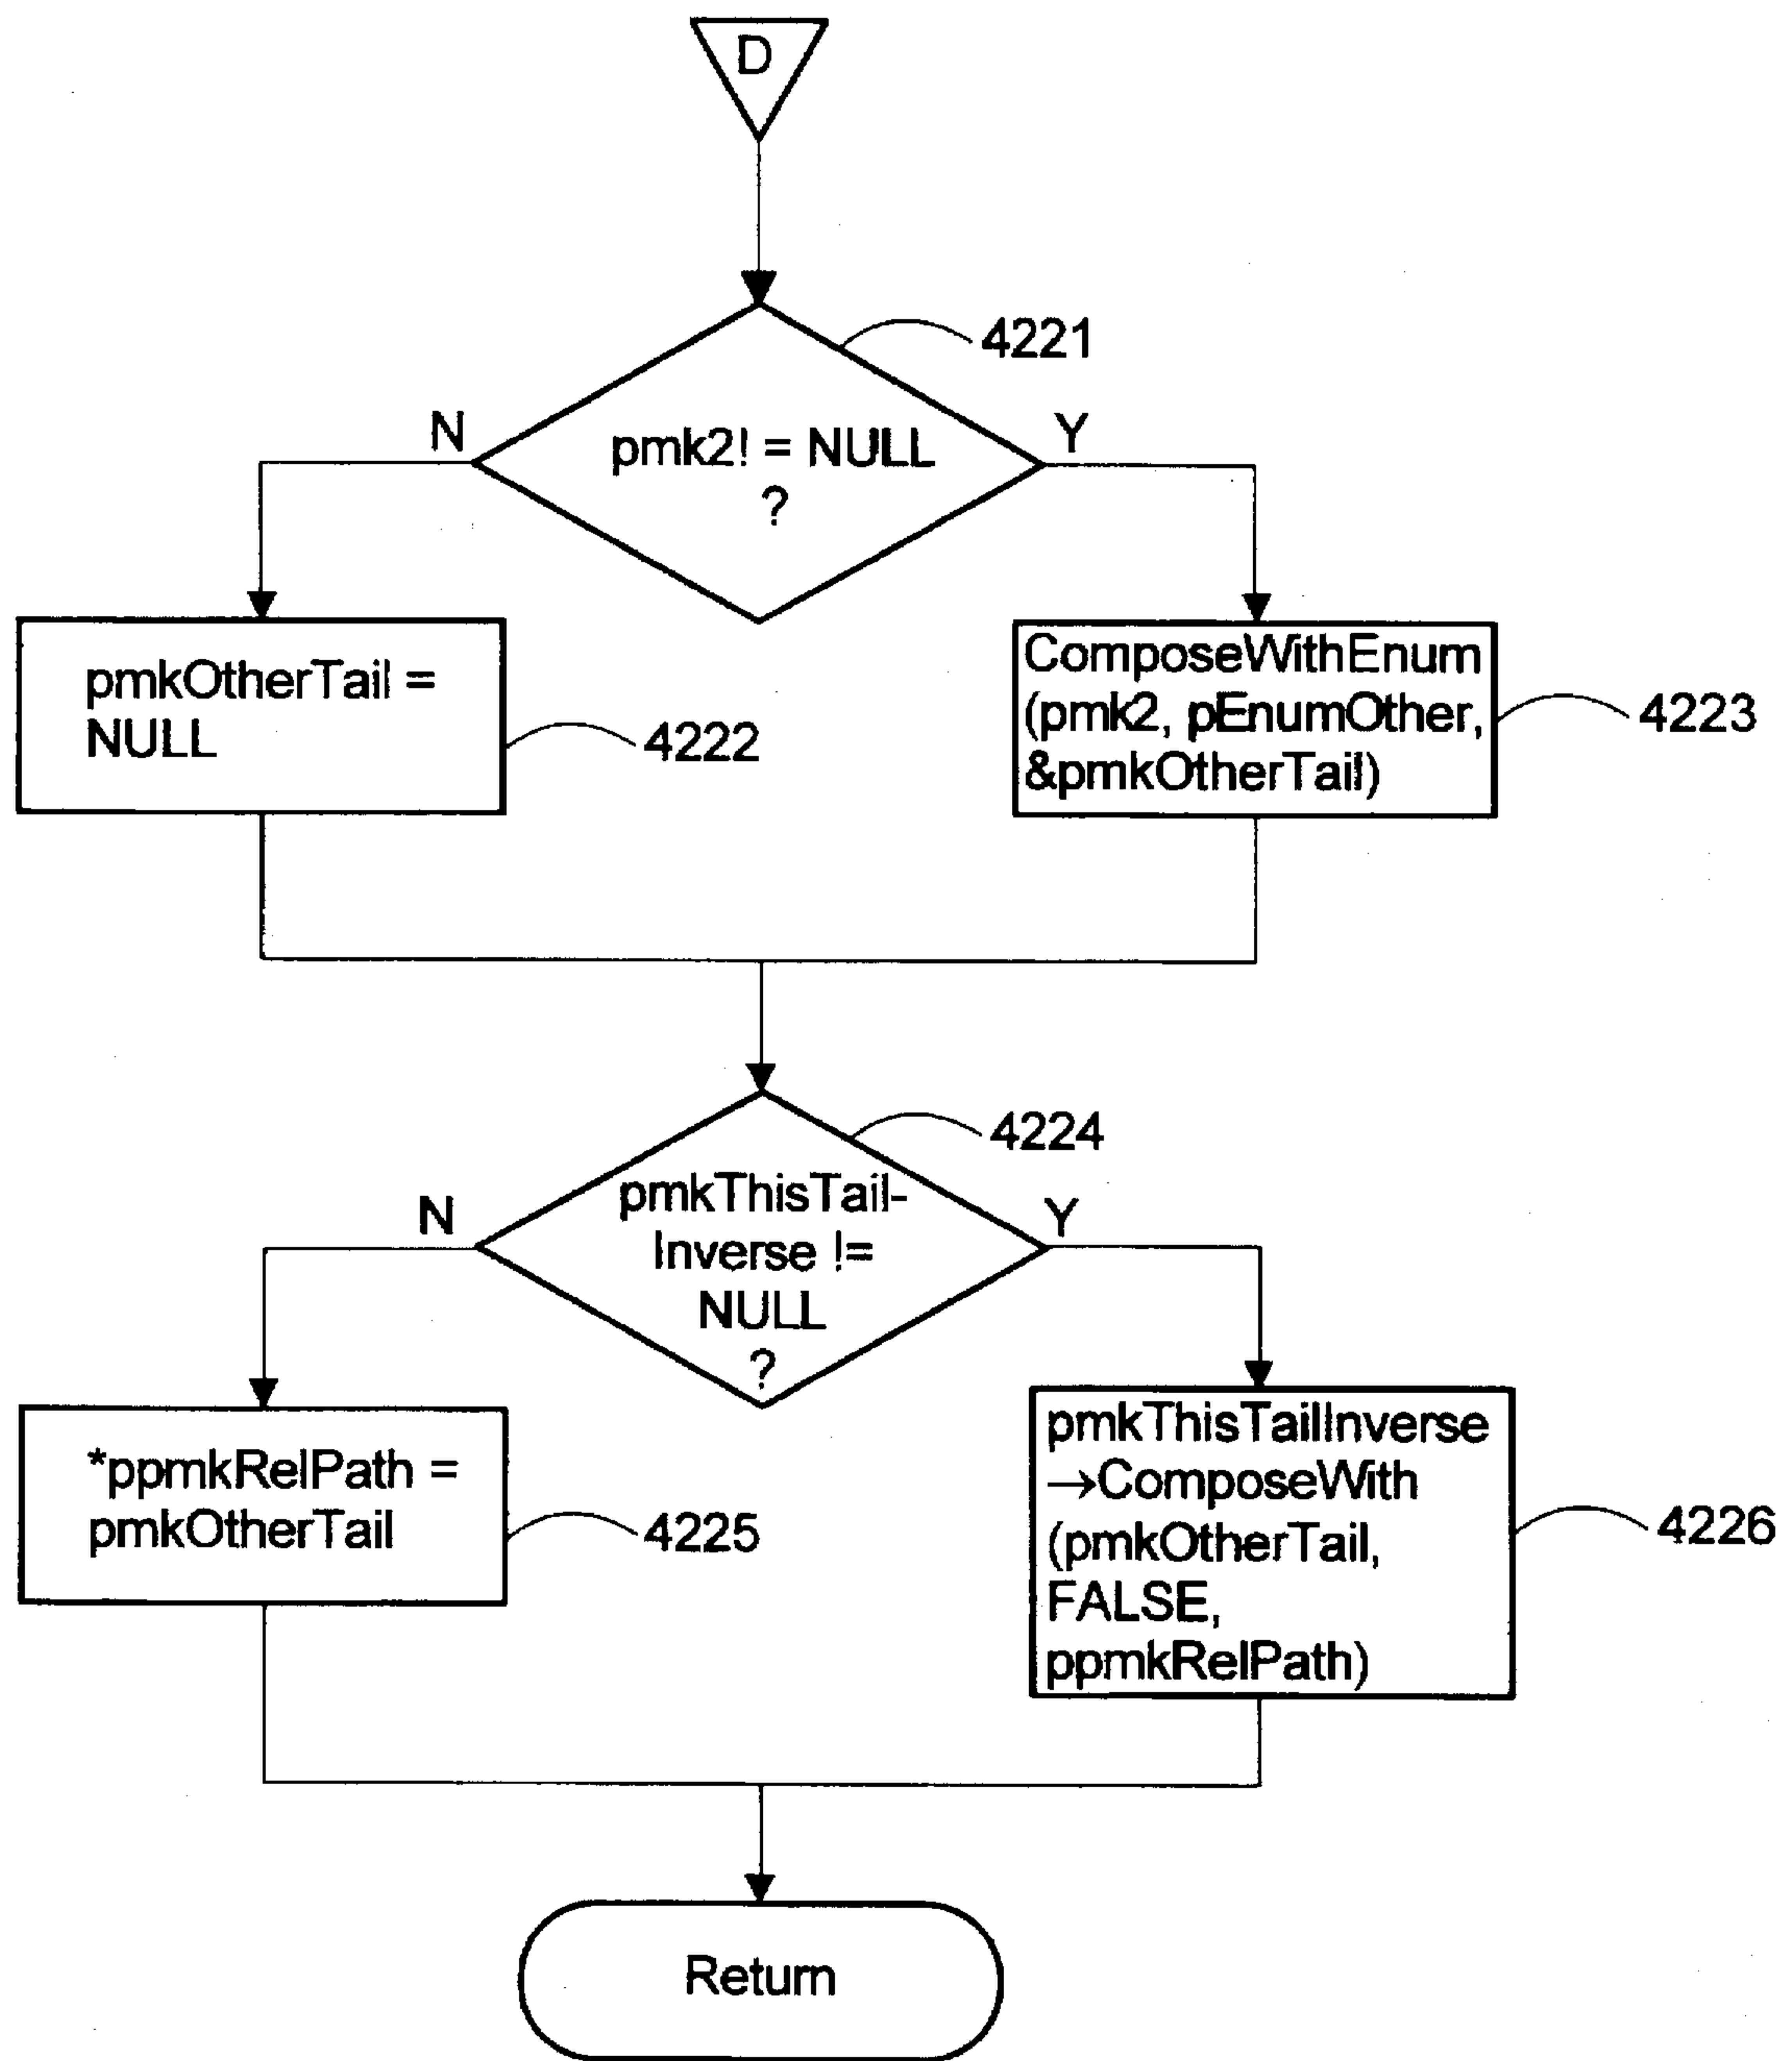 D
4221
N
Y
pmk2! = NULL
?
pmkOtherTail =
NULL
4222
ComposeWithEnum
(pmk2, pEnumOther,
&pmkOtherTail)
4223
4224
N
Y
pmkThisTail-
Inverse !=
NULL
?
*ppmkRelPath =
pmkOtherTail
4225
pmkThisTailInverse
→ComposeWith
(pmkOtherTail,
FALSE,
ppmkRelPath)
4226
Return